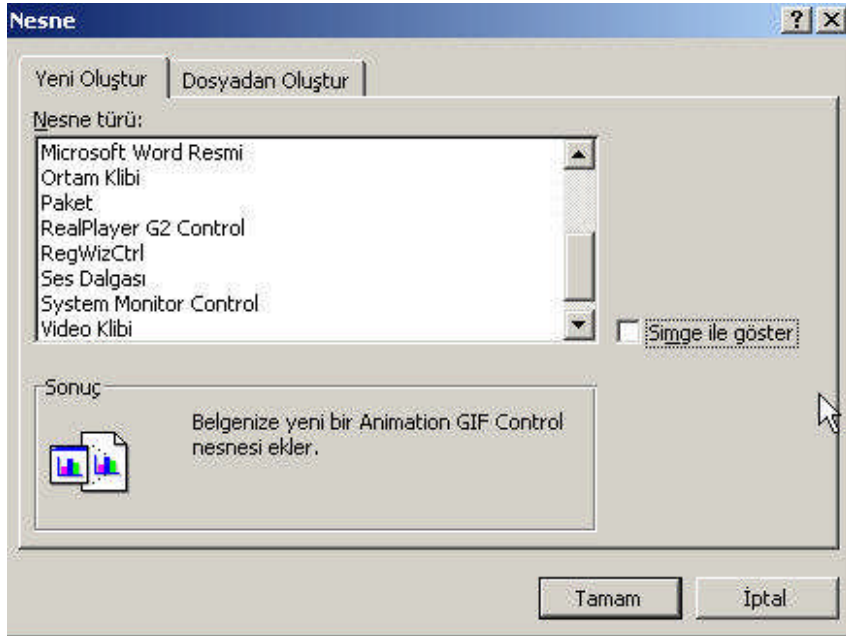 Nesne
Yeni Oluştur
Dosyadan Oluştur
Nesne türü:
Microsoft Word Resmi
Ortam Klibi
Paket
RealPlayer G2 Control
RegWizCtrl
Ses Dalgası
System Monitor Control
Video Klibi
Simge ile göster
Sonuç
Belgenize yeni bir Animation GIF Control
nesnesi ekler.
Tamam
İptal